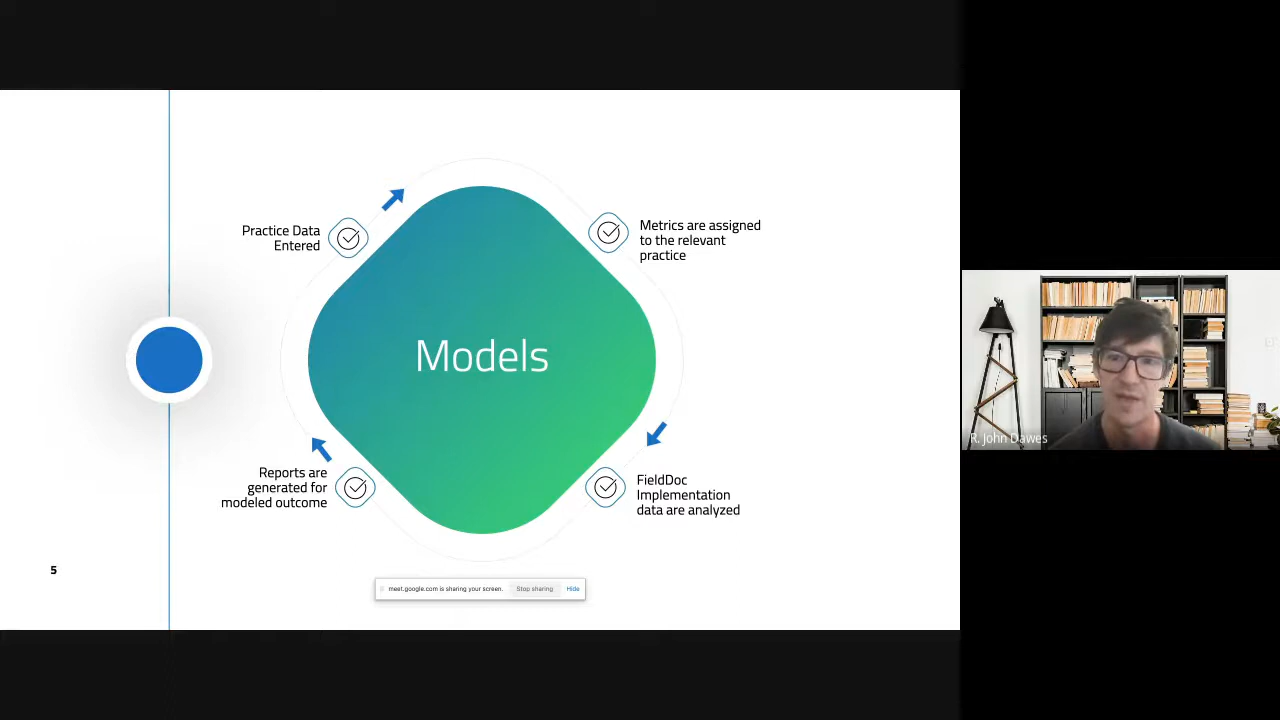 Practice Data
Entered
Metrics are assigned
to the relevant
practice
Models
Reports are
generated for
modeled outcome
FieldDoc
Implementation
data are analyzed
5
meet.google.com is sharing your screen.
Stop sharing
Hide
R. John Dawes